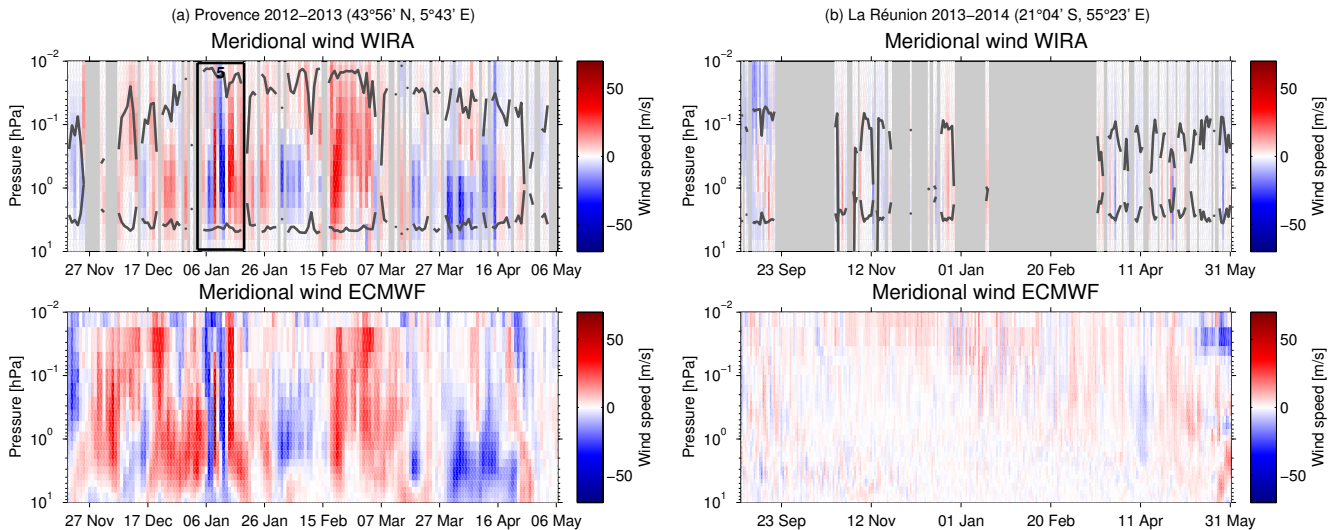 (a) Provence 2012−2013 (43°56' N, 5°43' E)
Meridional wind WIRA
10⁻²
10⁻¹
10⁰
10¹
Pressure [hPa]
5
27 Nov 17 Dec 06 Jan 26 Jan 15 Feb 07 Mar 27 Mar 16 Apr 06 May
50
0
−50
Wind speed [m/s]
(b) La Réunion 2013−2014 (21°04' S, 55°23' E)
Meridional wind WIRA
10⁻²
10⁻¹
10⁰
10¹
Pressure [hPa]
23 Sep 12 Nov 01 Jan 20 Feb 11 Apr 31 May
50
0
−50
Wind speed [m/s]
Meridional wind ECMWF
10⁻²
10⁻¹
10⁰
10¹
Pressure [hPa]
27 Nov 17 Dec 06 Jan 26 Jan 15 Feb 07 Mar 27 Mar 16 Apr 06 May
50
0
−50
Wind speed [m/s]
Meridional wind ECMWF
10⁻²
10⁻¹
10⁰
10¹
Pressure [hPa]
23 Sep 12 Nov 01 Jan 20 Feb 11 Apr 31 May
50
0
−50
Wind speed [m/s]